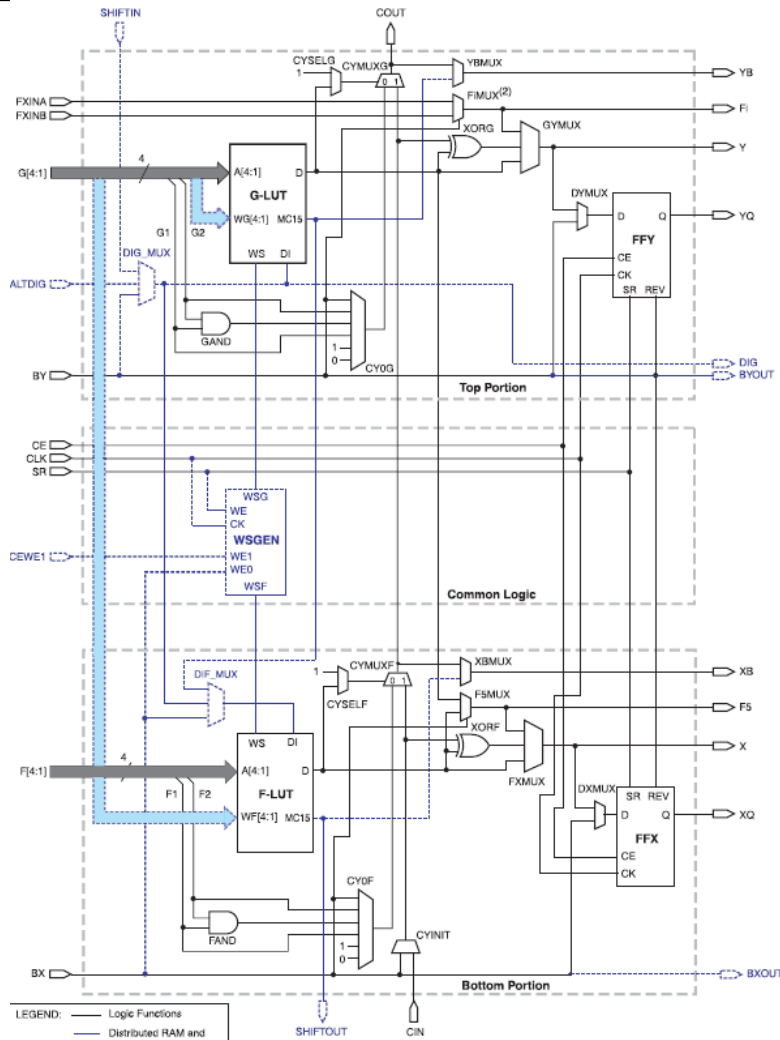 SHIFTIN
COUT
CYSELG
CYMUXG
YBMUX
1
0 1
YB
FXINA
FXINB
FiMUX(2)
Fi
XORG
GYMUX
Y
4
G[4:1]
A[4:1]
D
G-LUT
DYMUX
WG[4:1]
MC15
D
Q
YQ
G1
G2
FFY
DIG_MUX
WS
DI
CE
CK
ALTDIG
SR
REV
GAND
1
0
CY0G
DIG
BY
BYOUT
Top Portion
CE
CLK
SR
WSG
WE
CK
WSGEN
CEWE1
WE1
WE0
WSF
Common Logic
CYMUXF
XBMUX
1
0 1
XB
DIF_MUX
CYSELF
F5MUX
F5
WS
DI
XORF
X
4
F[4:1]
A[4:1]
D
FXMUX
F-LUT
DXMUX
SR
REV
F1
F2
WF[4:1]
MC15
D
Q
XQ
FFX
CE
CK
CY0F
FAND
1
0
CYINIT
BX
BXOUT
Bottom Portion
LEGEND:
Logic Functions
Distributed RAM and
SHIFTOUT
CIN